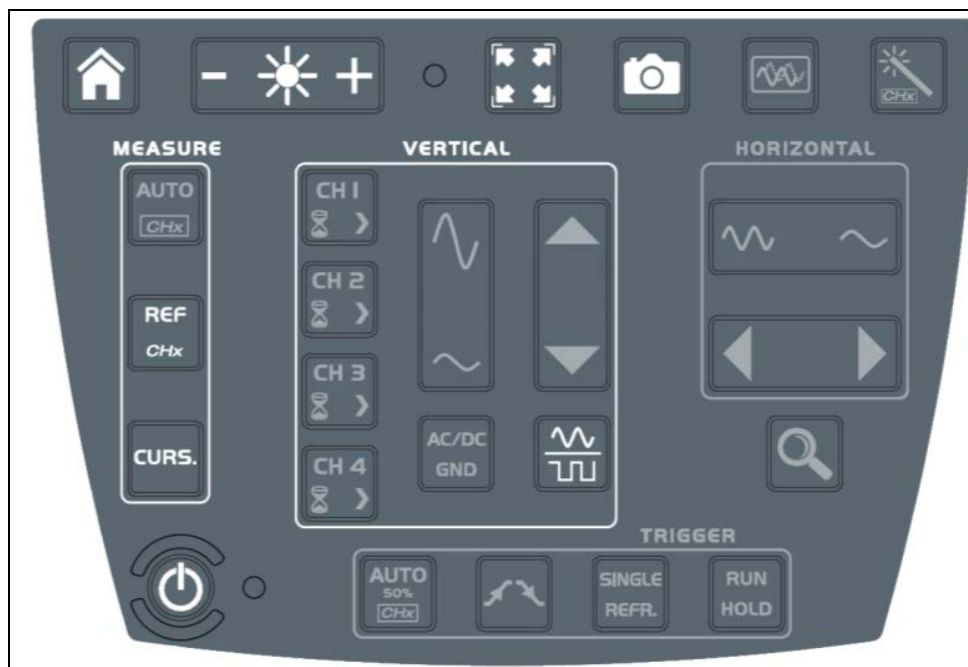 CHx
MEASURE
VERTICAL
HORIZONTAL
AUTO
CHx
REF
CHx
CURS.
CH 1
CH 2
CH 3
CH 4
AC/DC
GND
TRIGGER
AUTO
50%
CHx
SINGLE
REFR.
RUN
HOLD